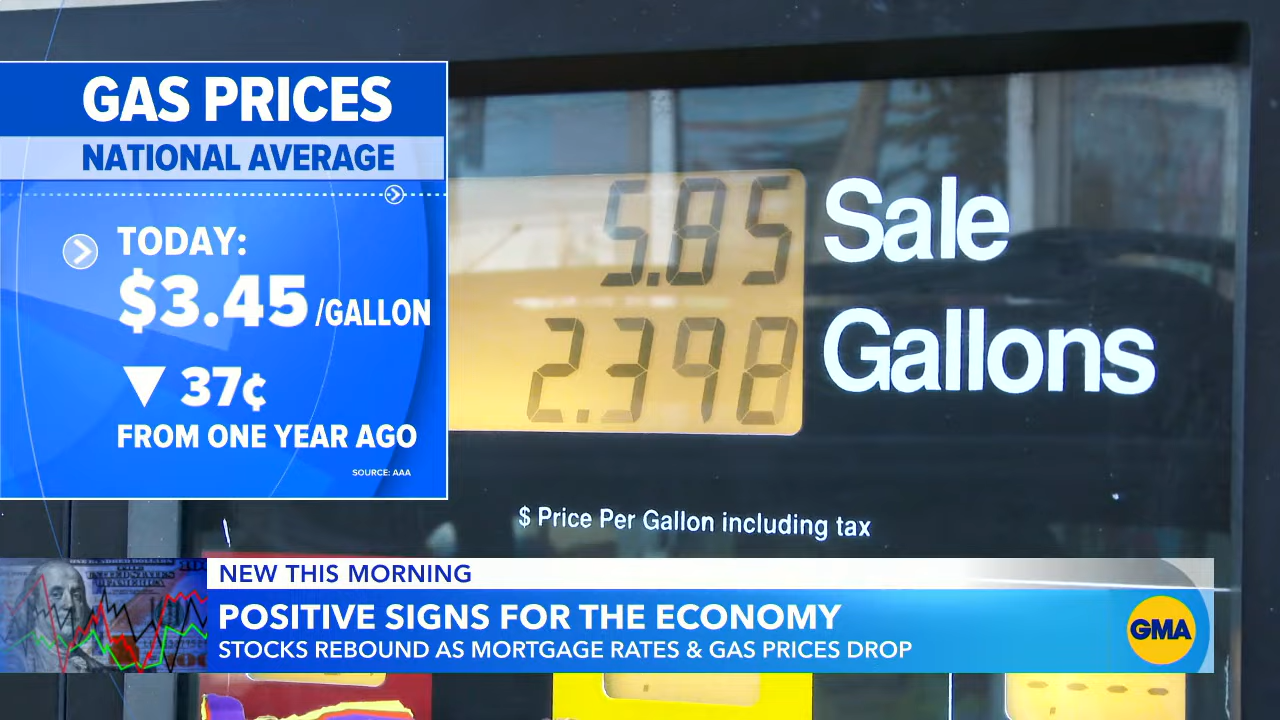 GAS PRICES
NATIONAL AVERAGE
TODAY:
$3.45/GALLON
▼ 37¢
FROM ONE YEAR AGO
SOURCE: AAA
5.85 Sale
2.398 Gallons
$ Price Per Gallon including tax
NEW THIS MORNING
POSITIVE SIGNS FOR THE ECONOMY
STOCKS REBOUND AS MORTGAGE RATES & GAS PRICES DROP
GMA